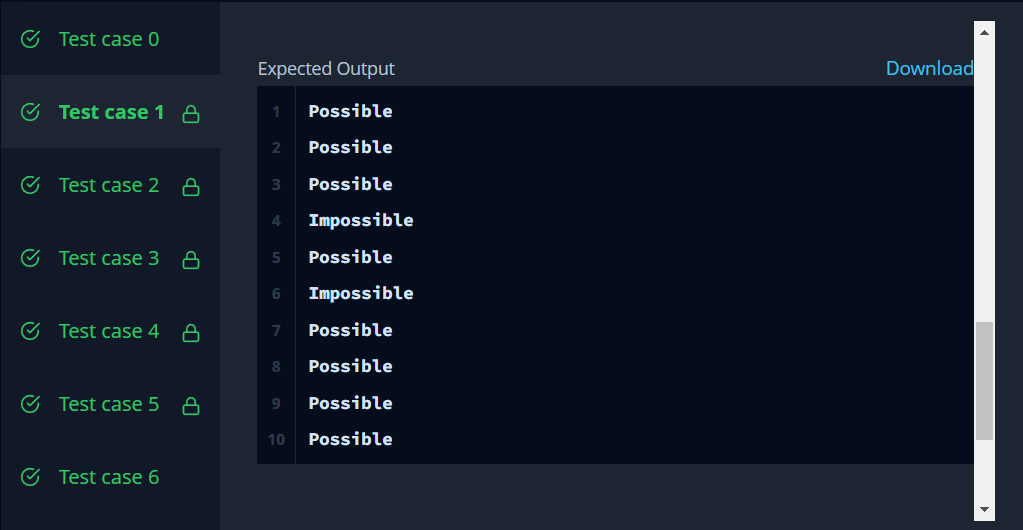 Test case 0
Test case 1
Test case 2
Test case 3
Test case 4
Test case 5
Test case 6
Expected Output
Download
1 Possible
2 Possible
3 Possible
4 Impossible
5 Possible
6 Impossible
7 Possible
8 Possible
9 Possible
10 Possible